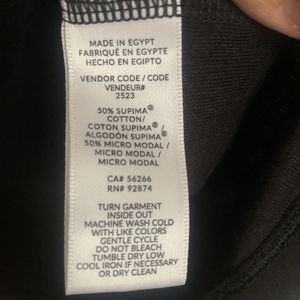 MADE IN EGYPT
FABRIQUÉ EN EGYPTE
HECHO EN EGIPTO
VENDOR CODE / CODE
VENDEUR#
2523
50% SUPIMA®
COTTON/
COTON SUPIMA® /
ALGODÓN SUPIMA®
50% MICRO MODAL /
MICRO MODAL /
MICRO MODAL
CA# 56266
RN# 92874
TURN GARMENT
INSIDE OUT
MACHINE WASH COLD
WITH LIKE COLORS
GENTLE CYCLE
DO NOT BLEACH
TUMBLE DRY LOW
COOL IRON IF NECESSARY
OR DRY CLEAN